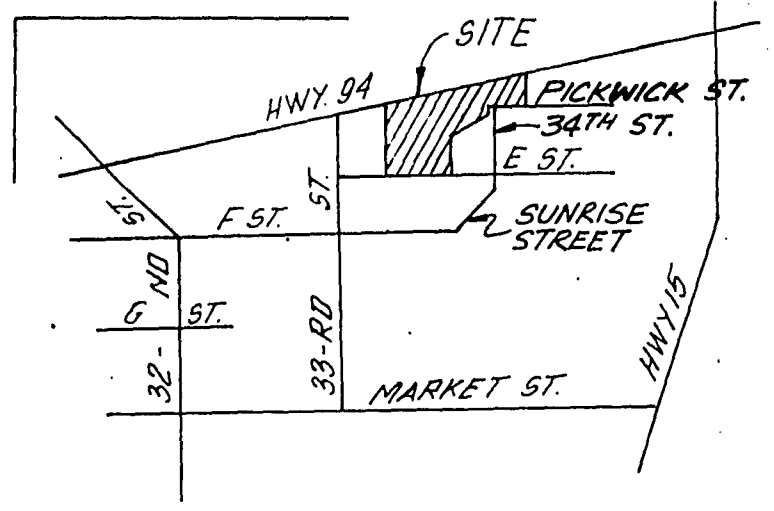 SITE
HWY. 94
PICKWICK ST.
34TH ST.
E ST.
ST.
ST.
F ST.
SUNRISE
STREET
32-ND
G ST.
33-RD
HWY 15
MARKET ST.